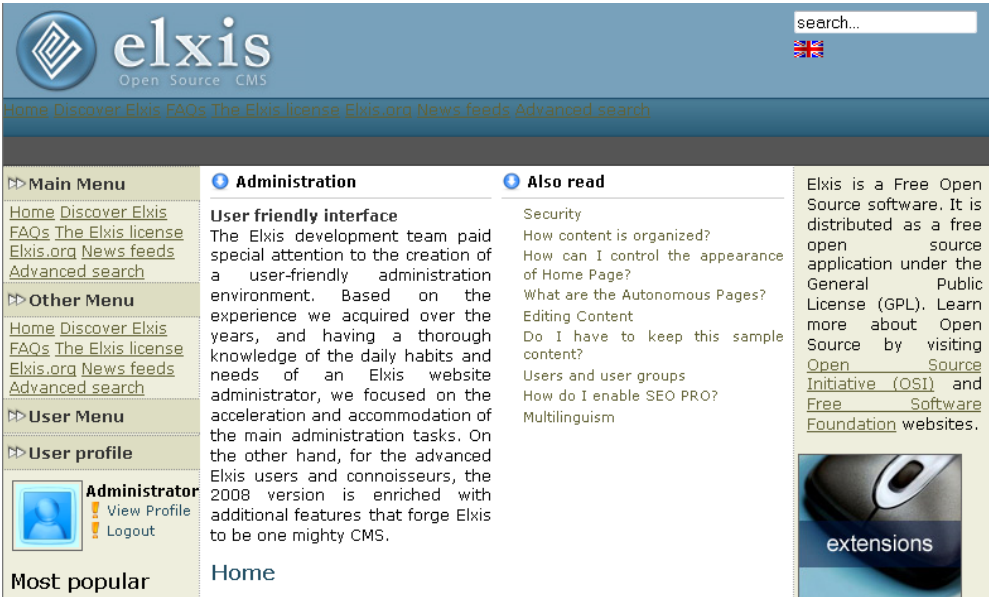 elxis
Open Source CMS
search...
Home Discover Elxis FAQs The Elxis license Elxis.org News feeds Advanced search
Main Menu
Home Discover Elxis
FAQs The Elxis license
Elxis.org News feeds
Advanced search
Other Menu
Home Discover Elxis
FAQs The Elxis license
Elxis.org News feeds
Advanced search
User Menu
User profile
Administrator
View Profile
Logout
Most popular
Administration
User friendly interface
The Elxis development team paid
special attention to the creation of
a user-friendly administration
environment. Based on the
experience we acquired over the
years, and having a thorough
knowledge of the daily habits and
needs of an Elxis website
administrator, we focused on the
acceleration and accommodation of
the main administration tasks. On
the other hand, for the advanced
Elxis users and connoisseurs, the
2008 version is enriched with
additional features that forge Elxis
to be one mighty CMS.
Home
Also read
Security
How content is organized?
How can I control the appearance
of Home Page?
What are the Autonomous Pages?
Editing Content
Do I have to keep this sample
content?
Users and user groups
How do I enable SEO PRO?
Multilinguism
Elxis is a Free Open
Source software. It is
distributed as a free
open source
application under the
General Public
License (GPL). Learn
more about Open
Source by visiting
Open Source
Initiative (OSI) and
Free Software
Foundation websites.
extensions